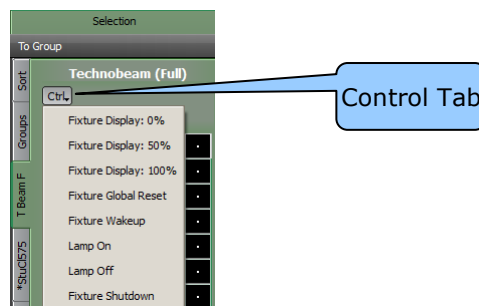 Selection
To Group
Sort
Technobeam (Full)
Ctrl
Control Tab
Groups
T Beam F
*StuCl575
Fixture Display: 0%
Fixture Display: 50%
Fixture Display: 100%
Fixture Global Reset
Fixture Wakeup
Lamp On
Lamp Off
Fixture Shutdown